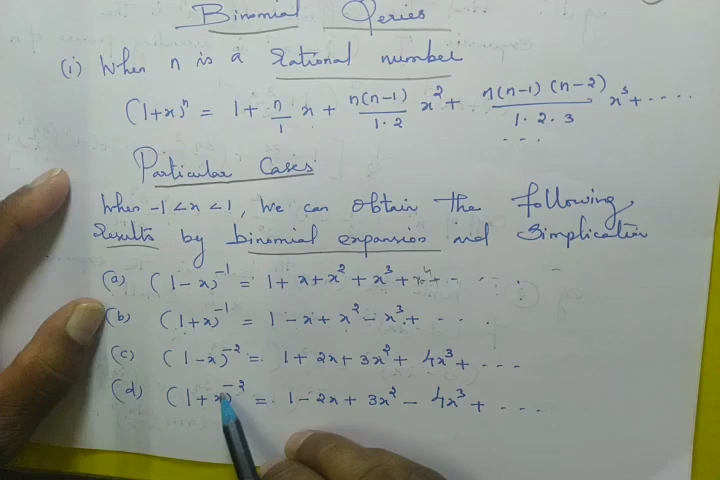 Binomial Series
(i) When n is a rational number
(1+x)^n = 1 + n/1 x + n(n-1)/1·2 x^2 + n(n-1)(n-2)/1·2·3 x^3 + ....
...
Particular Cases
When -1 < x < 1, We can obtain the following
results by binomial expansion and Simplication
(a) (1-x)^-1 = 1 + x + x^2 + x^3 + x^4 + - - - - .
(b) (1+x)^-1 = 1 - x + x^2 - x^3 + - - - .
(c) (1-x)^-2 = 1 + 2x + 3x^2 + 4x^3 + - - -
(d) (1+x)^-2 = 1 - 2x + 3x^2 - 4x^3 + - - -